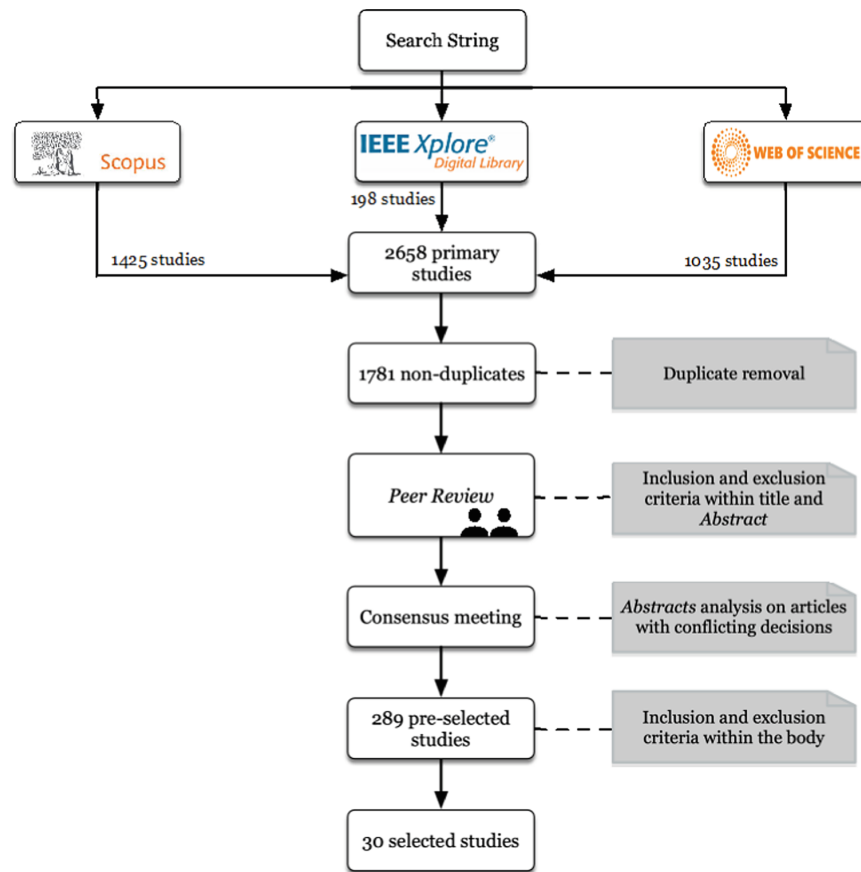 Search String
Scopus
IEEE Xplore®
Digital Library
WEB OF SCIENCE
198 studies
1425 studies
2658 primary
studies
1035 studies
1781 non-duplicates
Duplicate removal
Peer Review
Inclusion and exclusion
criteria within title and
Abstract
Consensus meeting
Abstracts analysis on articles
with conflicting decisions
289 pre-selected
studies
Inclusion and exclusion
criteria within the body
30 selected studies